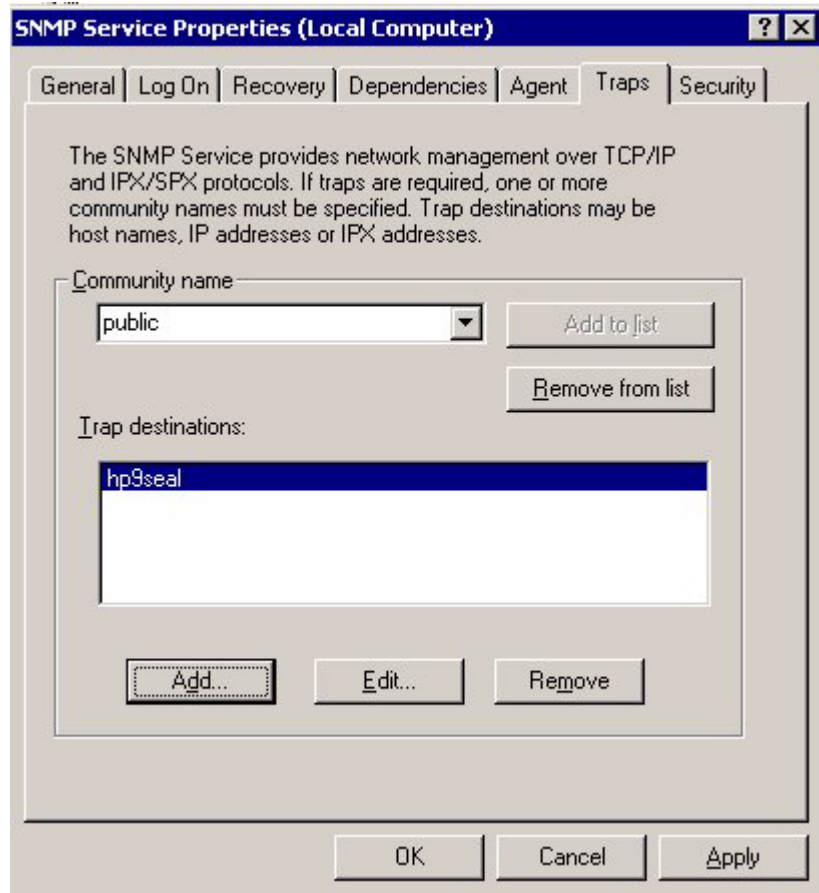 SNMP Service Properties (Local Computer)
General Log On Recovery Dependencies Agent Traps Security
The SNMP Service provides network management over TCP/IP
and IPX/SPX protocols. If traps are required, one or more
community names must be specified. Trap destinations may be
host names, IP addresses or IPX addresses.
Community name
public
Add to list
Remove from list
Trap destinations:
hp9seal
Add... Edit... Remove
OK Cancel Apply